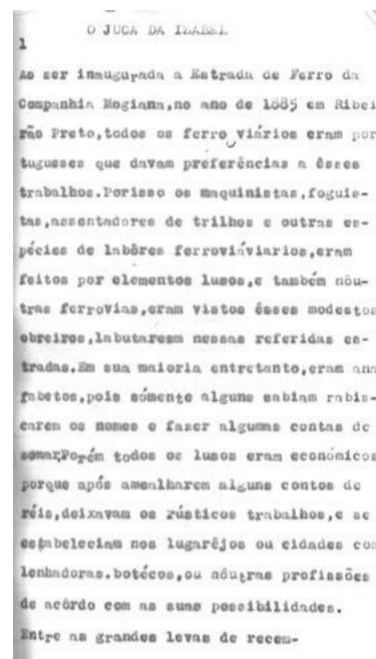 O JUCA DA IZABEL
1
Ao ser inaugurada a Estrada de Ferro da
Companhia Mogiana,no ano de 1885 em Ribei
rão Preto,todos os ferro viários eram por
tugueses que davam preferências a êsses
trabalhos.Porisso os maquinistas,foguis-
tas,assentadores de trilhos e outras es-
pécies de labôres ferroviáviarios,eram
feitos por elementos lusos,e também nôu-
tras ferrovias,eram vistos êsses modestos
obreiros,labutarem nessas referidas es-
tradas.Em sua maioria entretanto,eram ana
fabetos,pois sómente alguns sabiam rabis-
carem os nomes e fazer algumas contas de
somar.Porém todos os lusos eram económicos
porque após amealharem alguns contos de
réis,deixavam os rústicos trabalhos,e se
estabeleciam nos lugarêjos ou cidades com
lenhadoras.botécos,ou nôutras profissões
de acôrdo com as suas possibilidades.
Entre as grandes levas de recem-